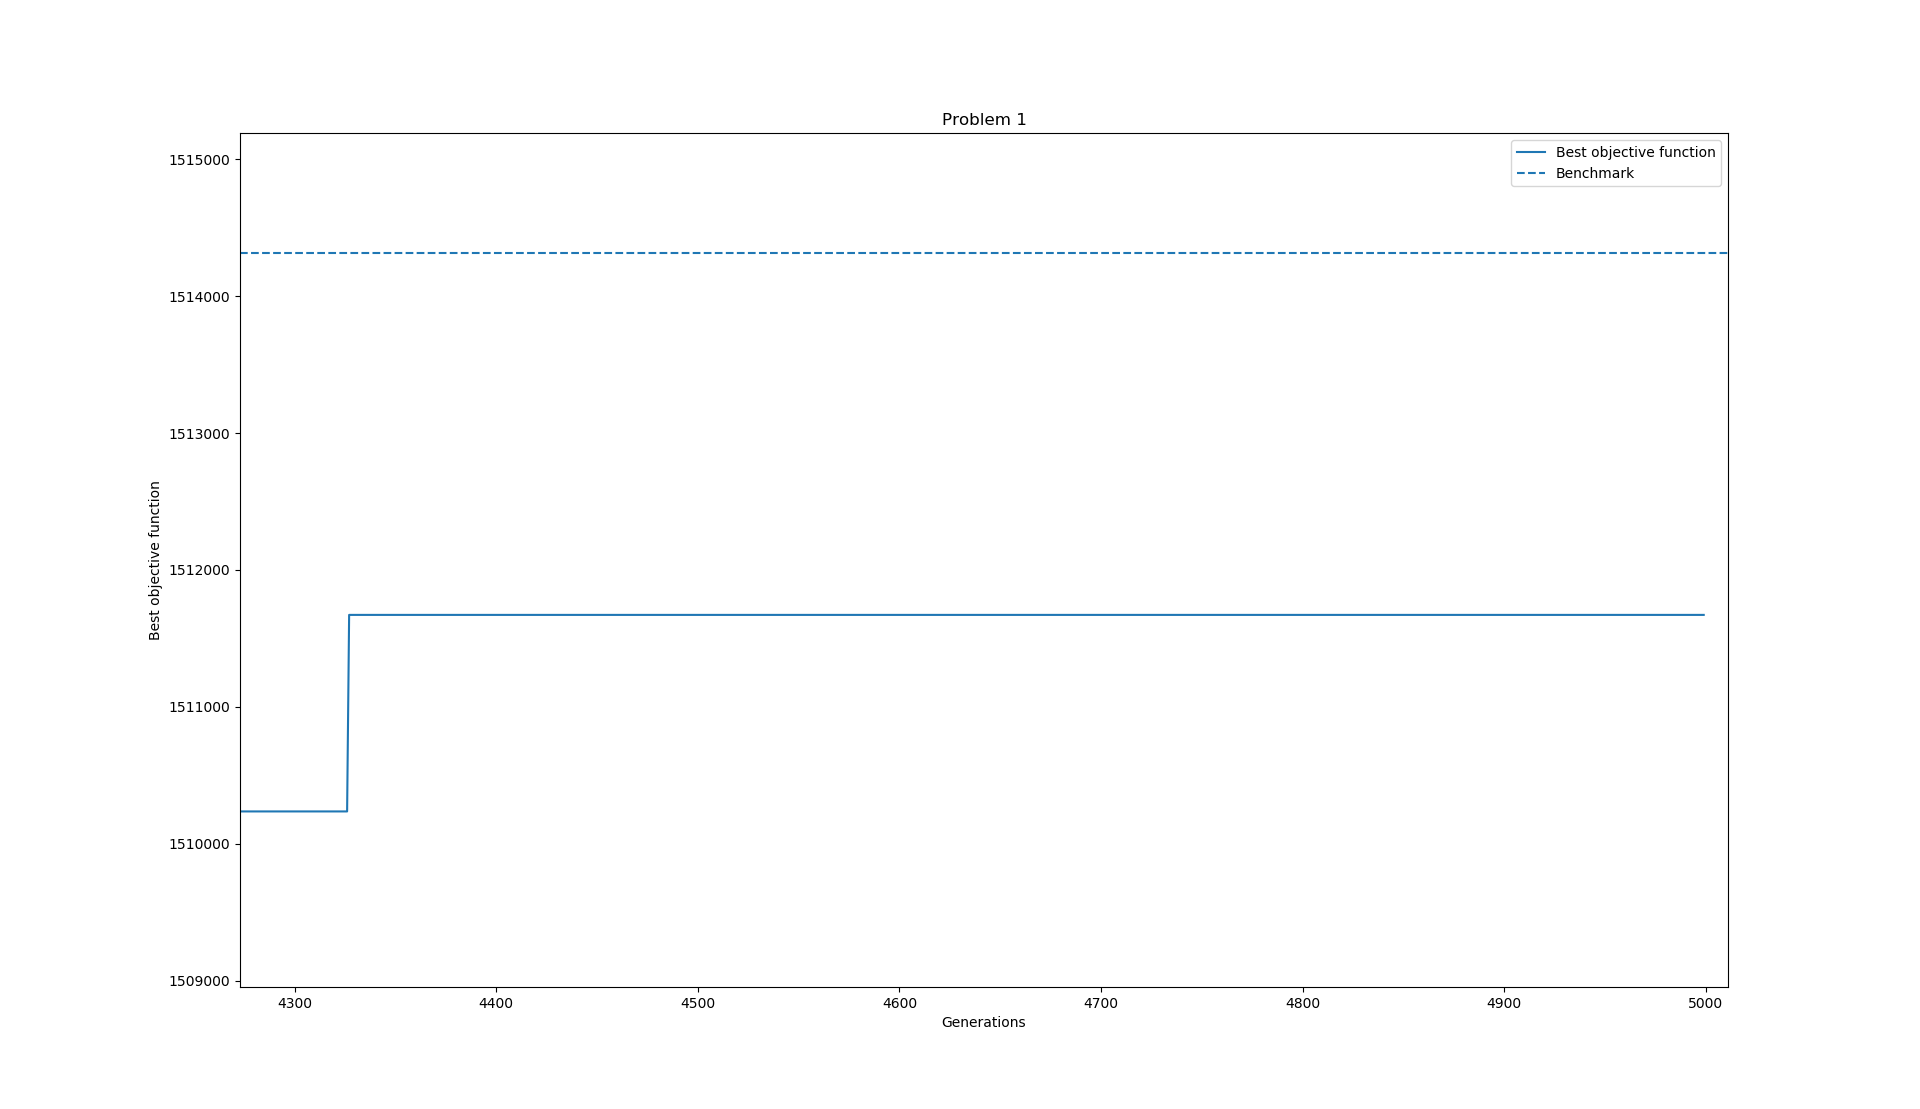 Problem 1
Best objective function
Benchmark
1515000
1514000
1513000
1512000
1511000
1510000
1509000
Best objective function
4300 4400 4500 4600 4700 4800 4900 5000
Generations